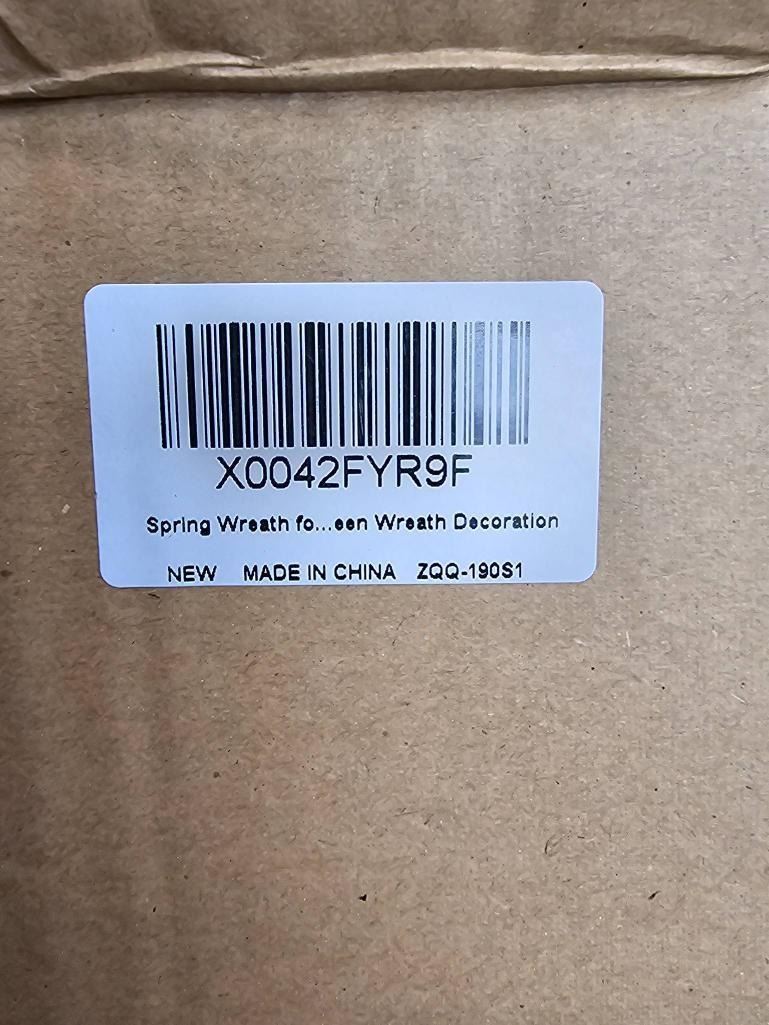 X0042FYR9F
Spring Wreath fo...een Wreath Decoration
NEW MADE IN CHINA ZQQ-190S1